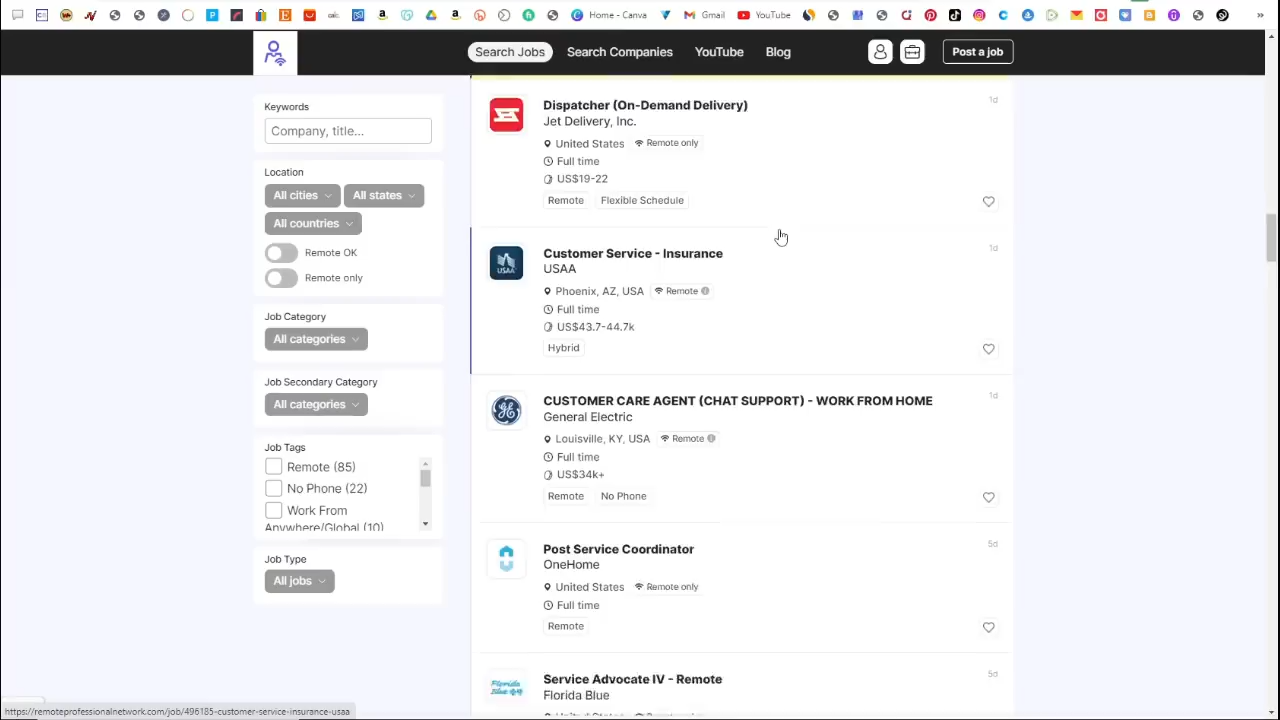 Home - Canva
Gmail
YouTube
Search Jobs
Search Companies
YouTube
Blog
Post a job
Keywords
Company, title...
Location
All cities
All states
All countries
Remote OK
Remote only
Job Category
All categories
Job Secondary Category
All categories
Job Tags
Remote (85)
No Phone (22)
Work From
Anywhere/Global (10)
Job Type
All jobs
Dispatcher (On-Demand Delivery)
1d
Jet Delivery, Inc.
United States
Remote only
Full time
US$19-22
Remote
Flexible Schedule
USAA
Customer Service - Insurance
1d
USAA
Phoenix, AZ, USA
Remote
Full time
US$43.7-44.7k
Hybrid
CUSTOMER CARE AGENT (CHAT SUPPORT) - WORK FROM HOME
1d
General Electric
Louisville, KY, USA
Remote
Full time
US$34k+
Remote
No Phone
Post Service Coordinator
5d
OneHome
United States
Remote only
Full time
Remote
Florida
Blue
Service Advocate IV - Remote
5d
Florida Blue
https://remoteprofessionalnetwork.com/job/496185-customer-service-insurance-usaa